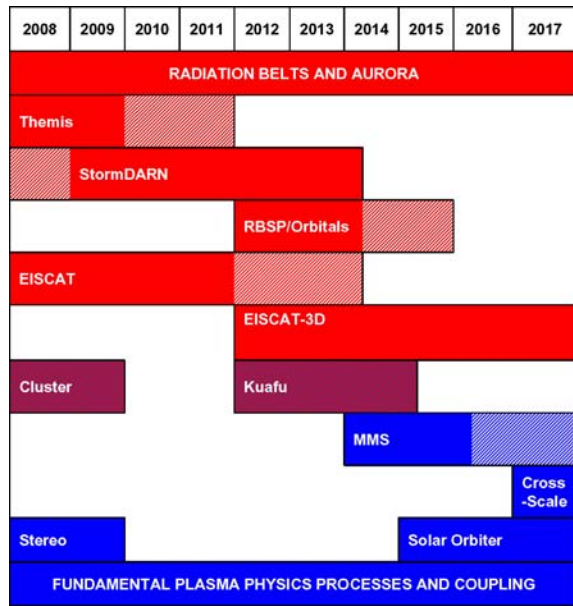 2008 2009 2010 2011 2012 2013 2014 2015 2016 2017
RADIATION BELTS AND AURORA
Themis
StormDARN
RBSP/Orbitals
EISCAT
EISCAT-3D
Cluster Kuafu
MMS
Cross
-Scale
Stereo Solar Orbiter
FUNDAMENTAL PLASMA PHYSICS PROCESSES AND COUPLING